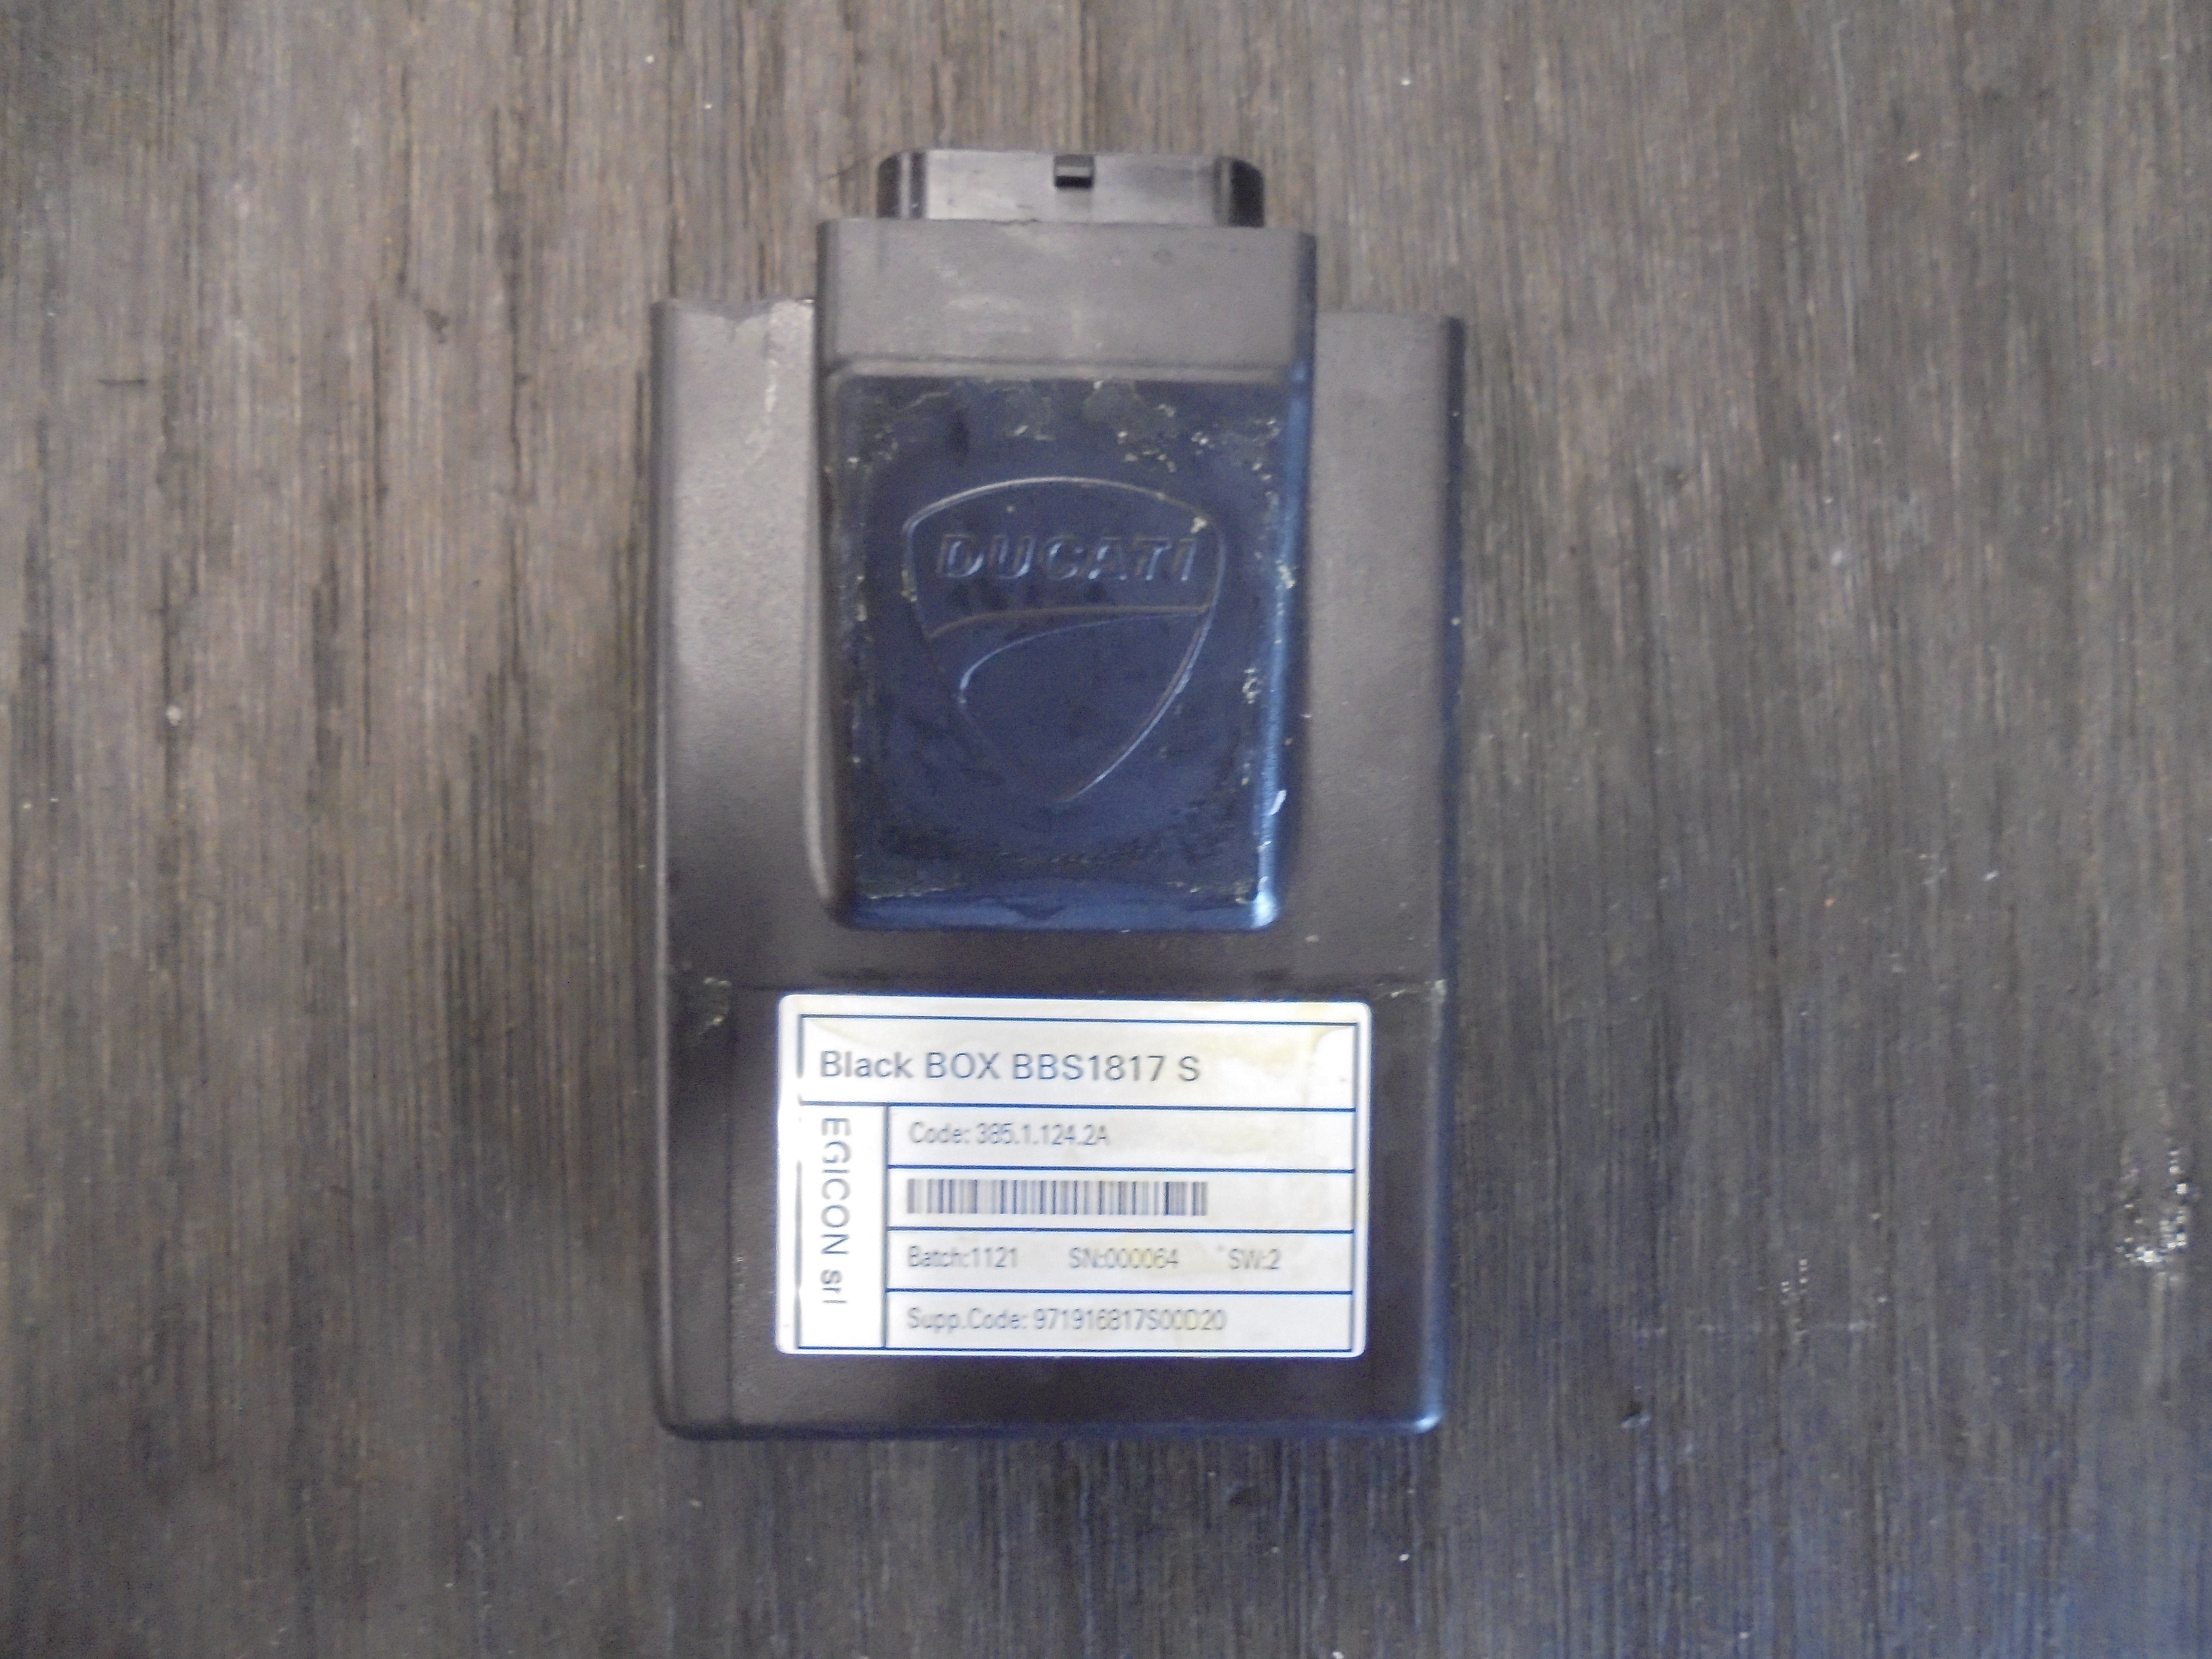 DUCATI
Black BOX BBS1817 S
EGICON srl
Code: 385.1.124.2A
Batch:1121 SN:000064 SW:2
Supp.Code: 971916817S00D20